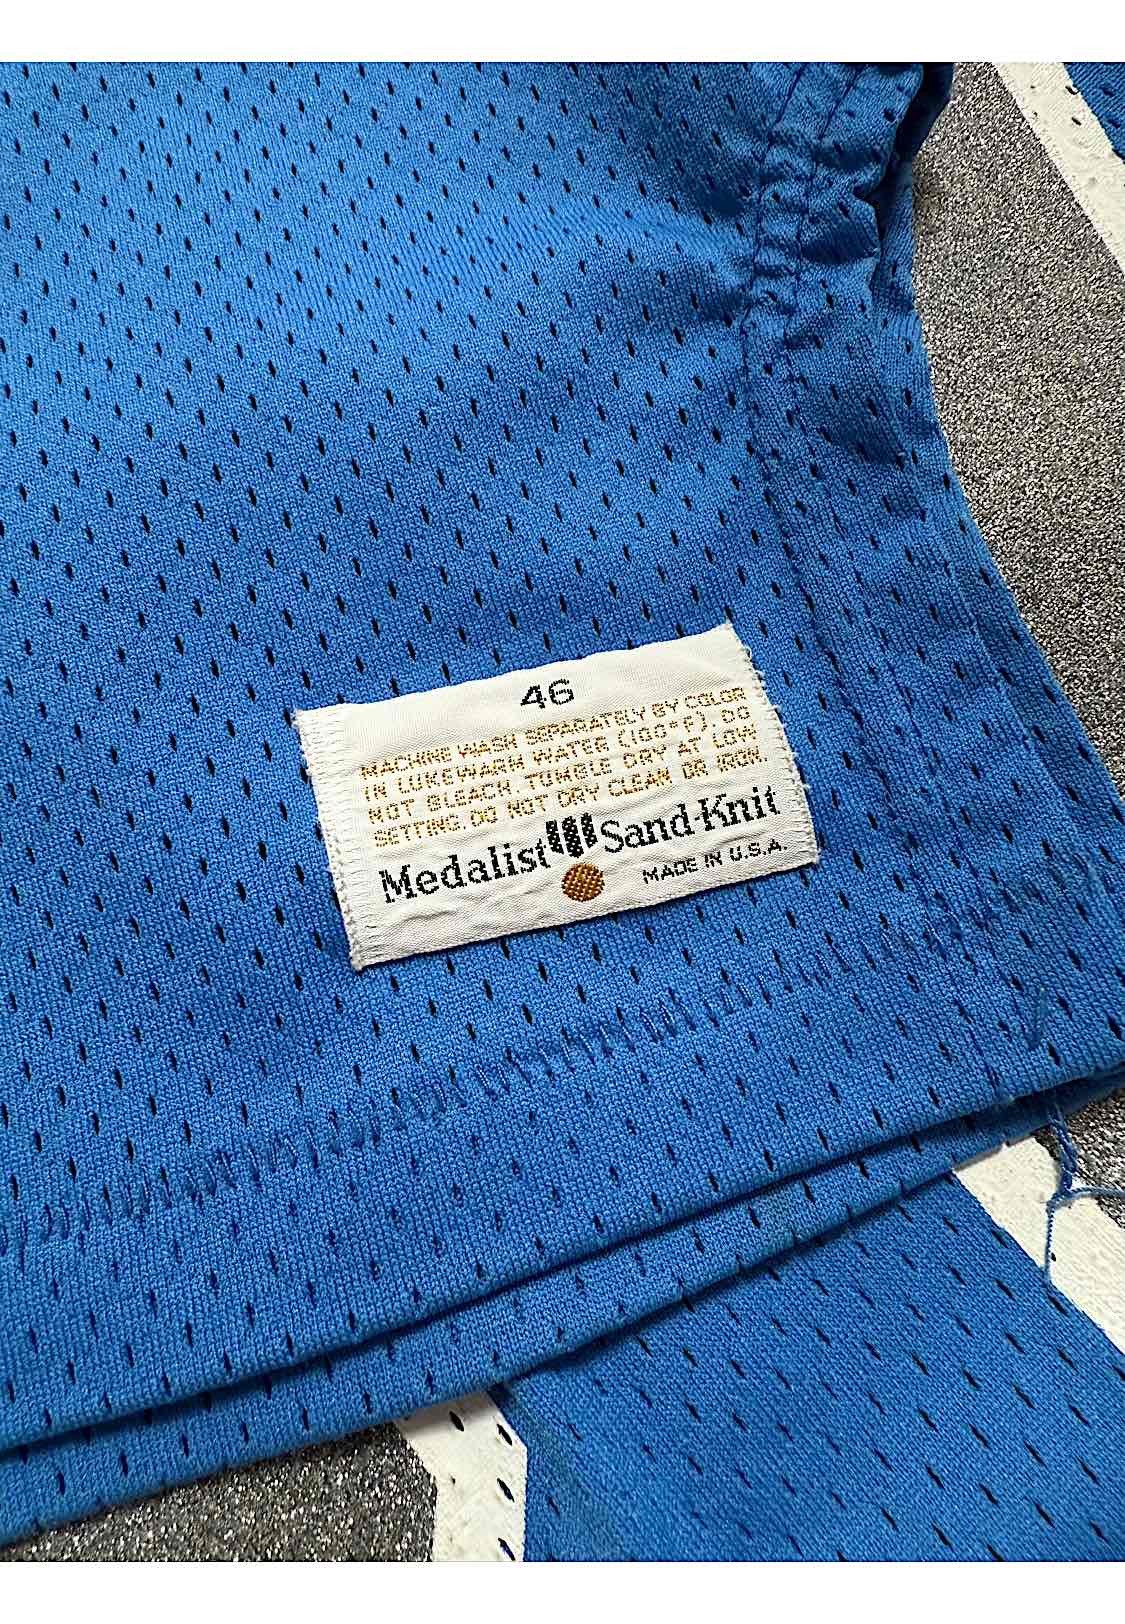 46
MACHINE WASH SEPARATELY BY COLOR
IN LUKEWARM WATER (100°F). DO
NOT BLEACH. TUMBLE DRY AT LOW
SETTING. DO NOT DRY CLEAN OR IRON.
Medalist Sand-Knit
MADE IN U.S.A.